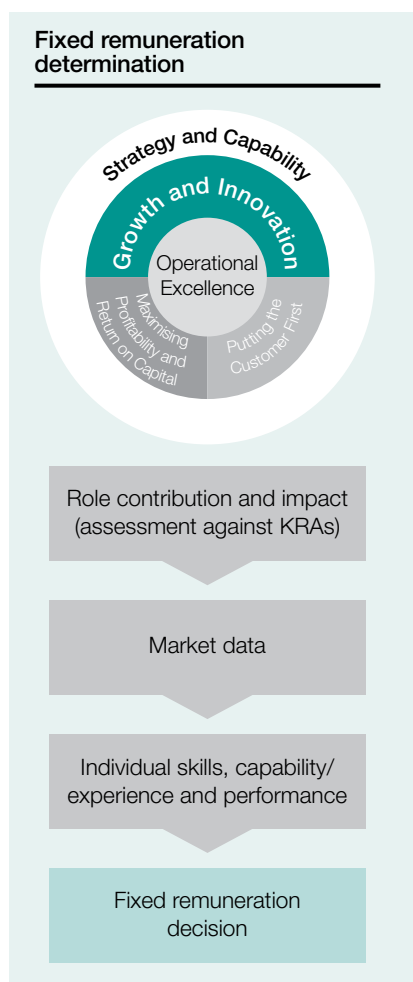 Fixed remuneration
determination
Strategy and Capability
Growth and Innovation
Operational
Excellence
Maximising
Profitability and
Return on Capital
Putting the
Customer First
Role contribution and impact
(assessment against KRAs)
Market data
Individual skills, capability/
experience and performance
Fixed remuneration
decision